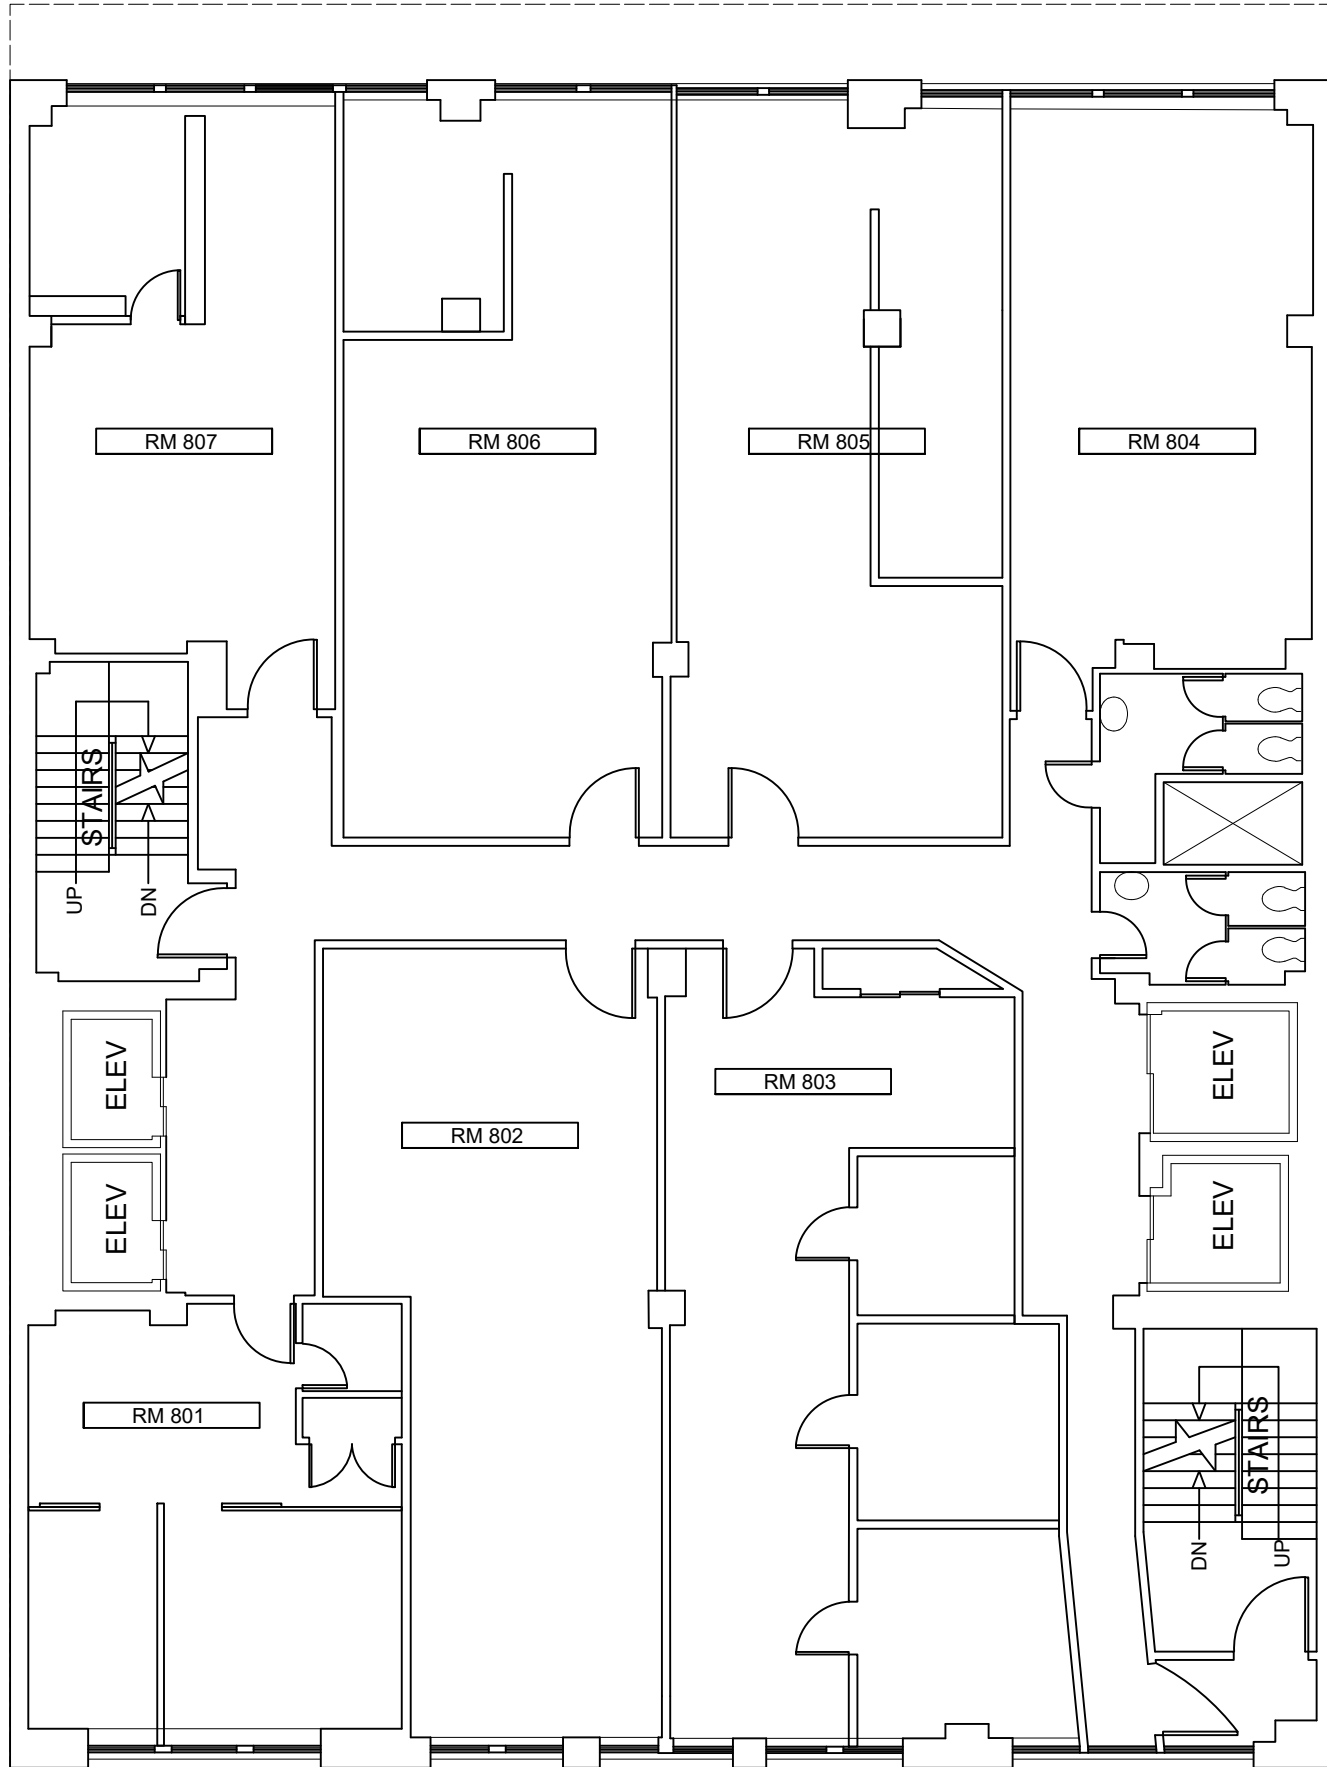 RM 807
RM 806
RM 805
RM 804
STAIRS
UP
DN
ELEV
ELEV
RM 803
RM 802
ELEV
ELEV
RM 801
STAIRS
DN
UP